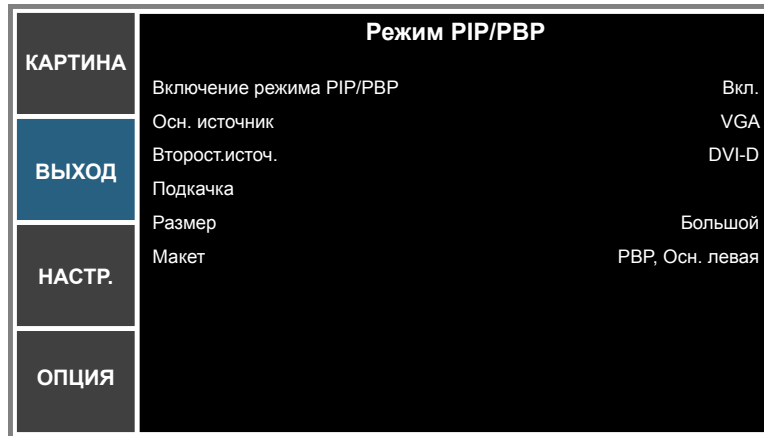 Режим PIP/PBP
КАРТИНА
ВЫХОД
НАСТР.
ОПЦИЯ
Включение режима PIP/PBP Вкл.
Осн. источник VGA
Второст.источ. DVI-D
Подкачка
Размер Большой
Макет PBP, Осн. левая